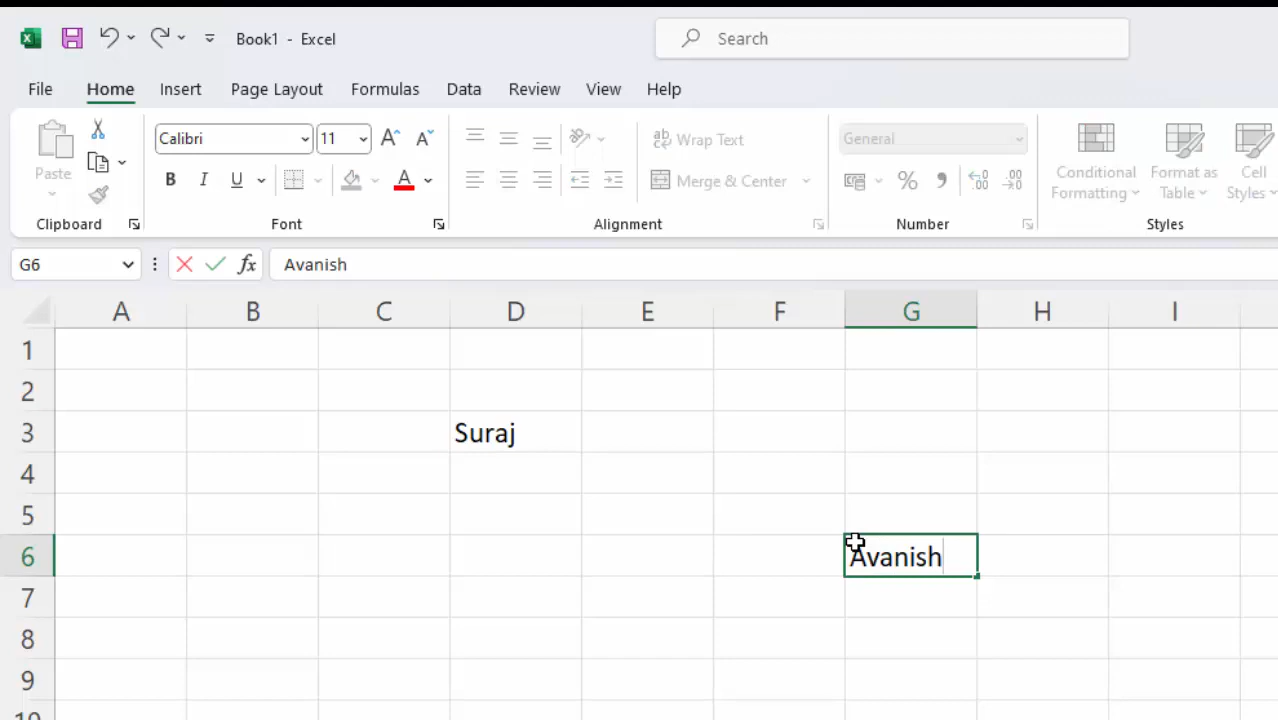 Book1 - Excel
Search
File Home Insert Page Layout Formulas Data Review View Help
Paste
Calibri 11
Wrap Text
Merge & Center
General
Conditional Formatting
Format as Table
Cell Styles
Clipboard Font Alignment Number Styles
G6 fx Avanish
A B C D E F G H I
1
2
3 Suraj
4
5
6 Avanish
7
8
9
10